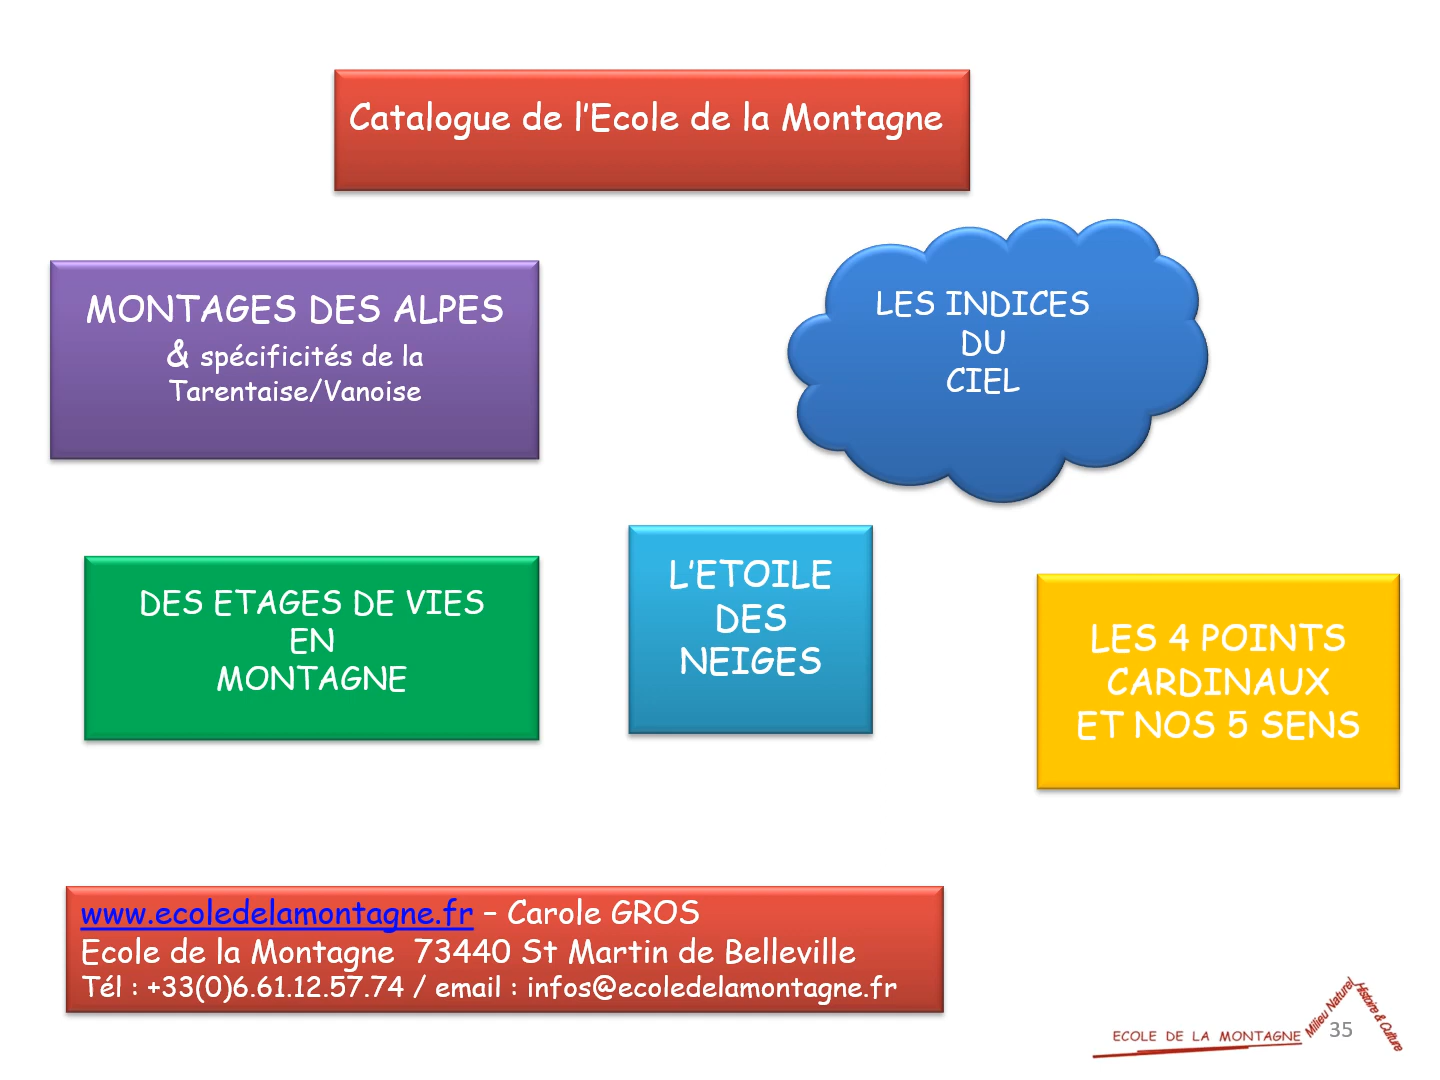 Catalogue de l'Ecole de la Montagne
MONTAGES DES ALPES
& spécificités de la
Tarentaise/Vanoise
LES INDICES
DU
CIEL
DES ETAGES DE VIES
EN
MONTAGNE
L'ETOILE
DES
NEIGES
LES 4 POINTS
CARDINAUX
ET NOS 5 SENS
www.ecoledelamontagne.fr – Carole GROS
Ecole de la Montagne 73440 St Martin de Belleville
Tél : +33(0)6.61.12.57.74 / email : infos@ecoledelamontagne.fr
ECOLE DE LA MONTAGNE
Milieu Naturel
Histoire & Culture
35